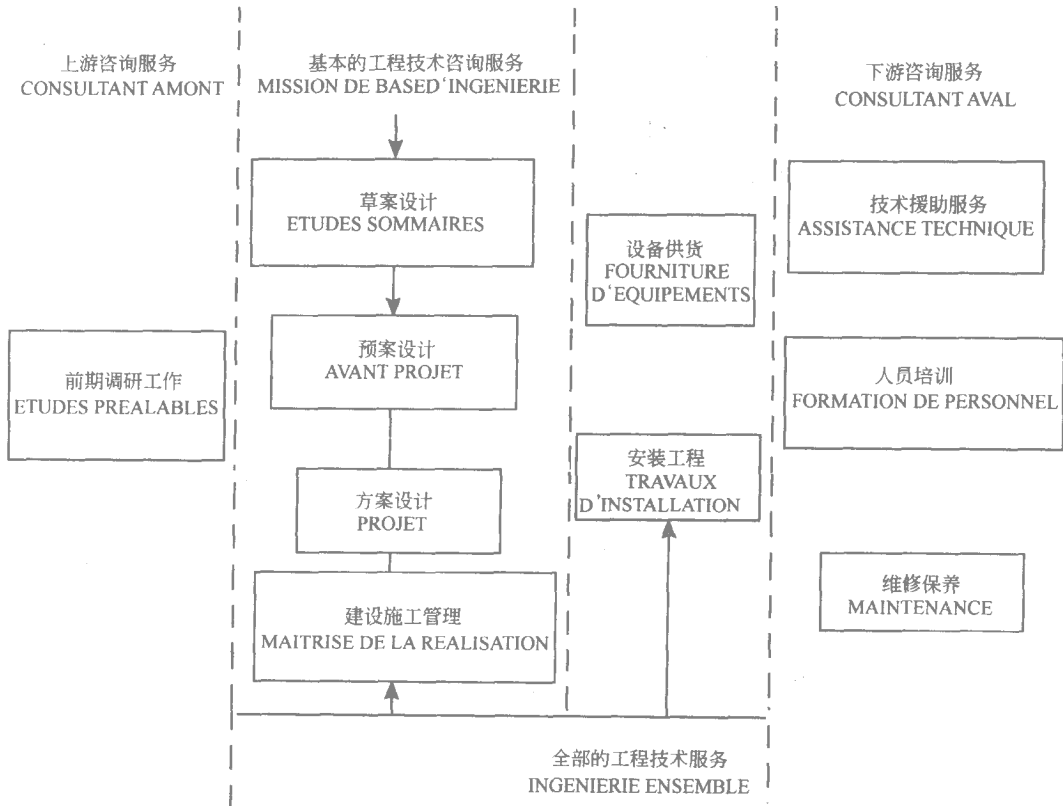 上游咨询服务
CONSULTANT AMONT
基本的工程技术咨询服务
MISSION DE BASED'INGENIERIE
下游咨询服务
CONSULTANT AVAL
草案设计
ETUDES SOMMAIRES
设备供货
FOURNITURE
D'EQUIPEMENTS
技术援助服务
ASSISTANCE TECHNIQUE
前期调研工作
ETUDES PREALABLES
预案设计
AVANT PROJET
人员培训
FORMATION DE PERSONNEL
方案设计
PROJET
安装工程
TRAVAUX
D'INSTALLATION
建设施工管理
MAITRISE DE LA REALISATION
维修保养
MAINTENANCE
全部的工程技术服务
INGENIERIE ENSEMBLE